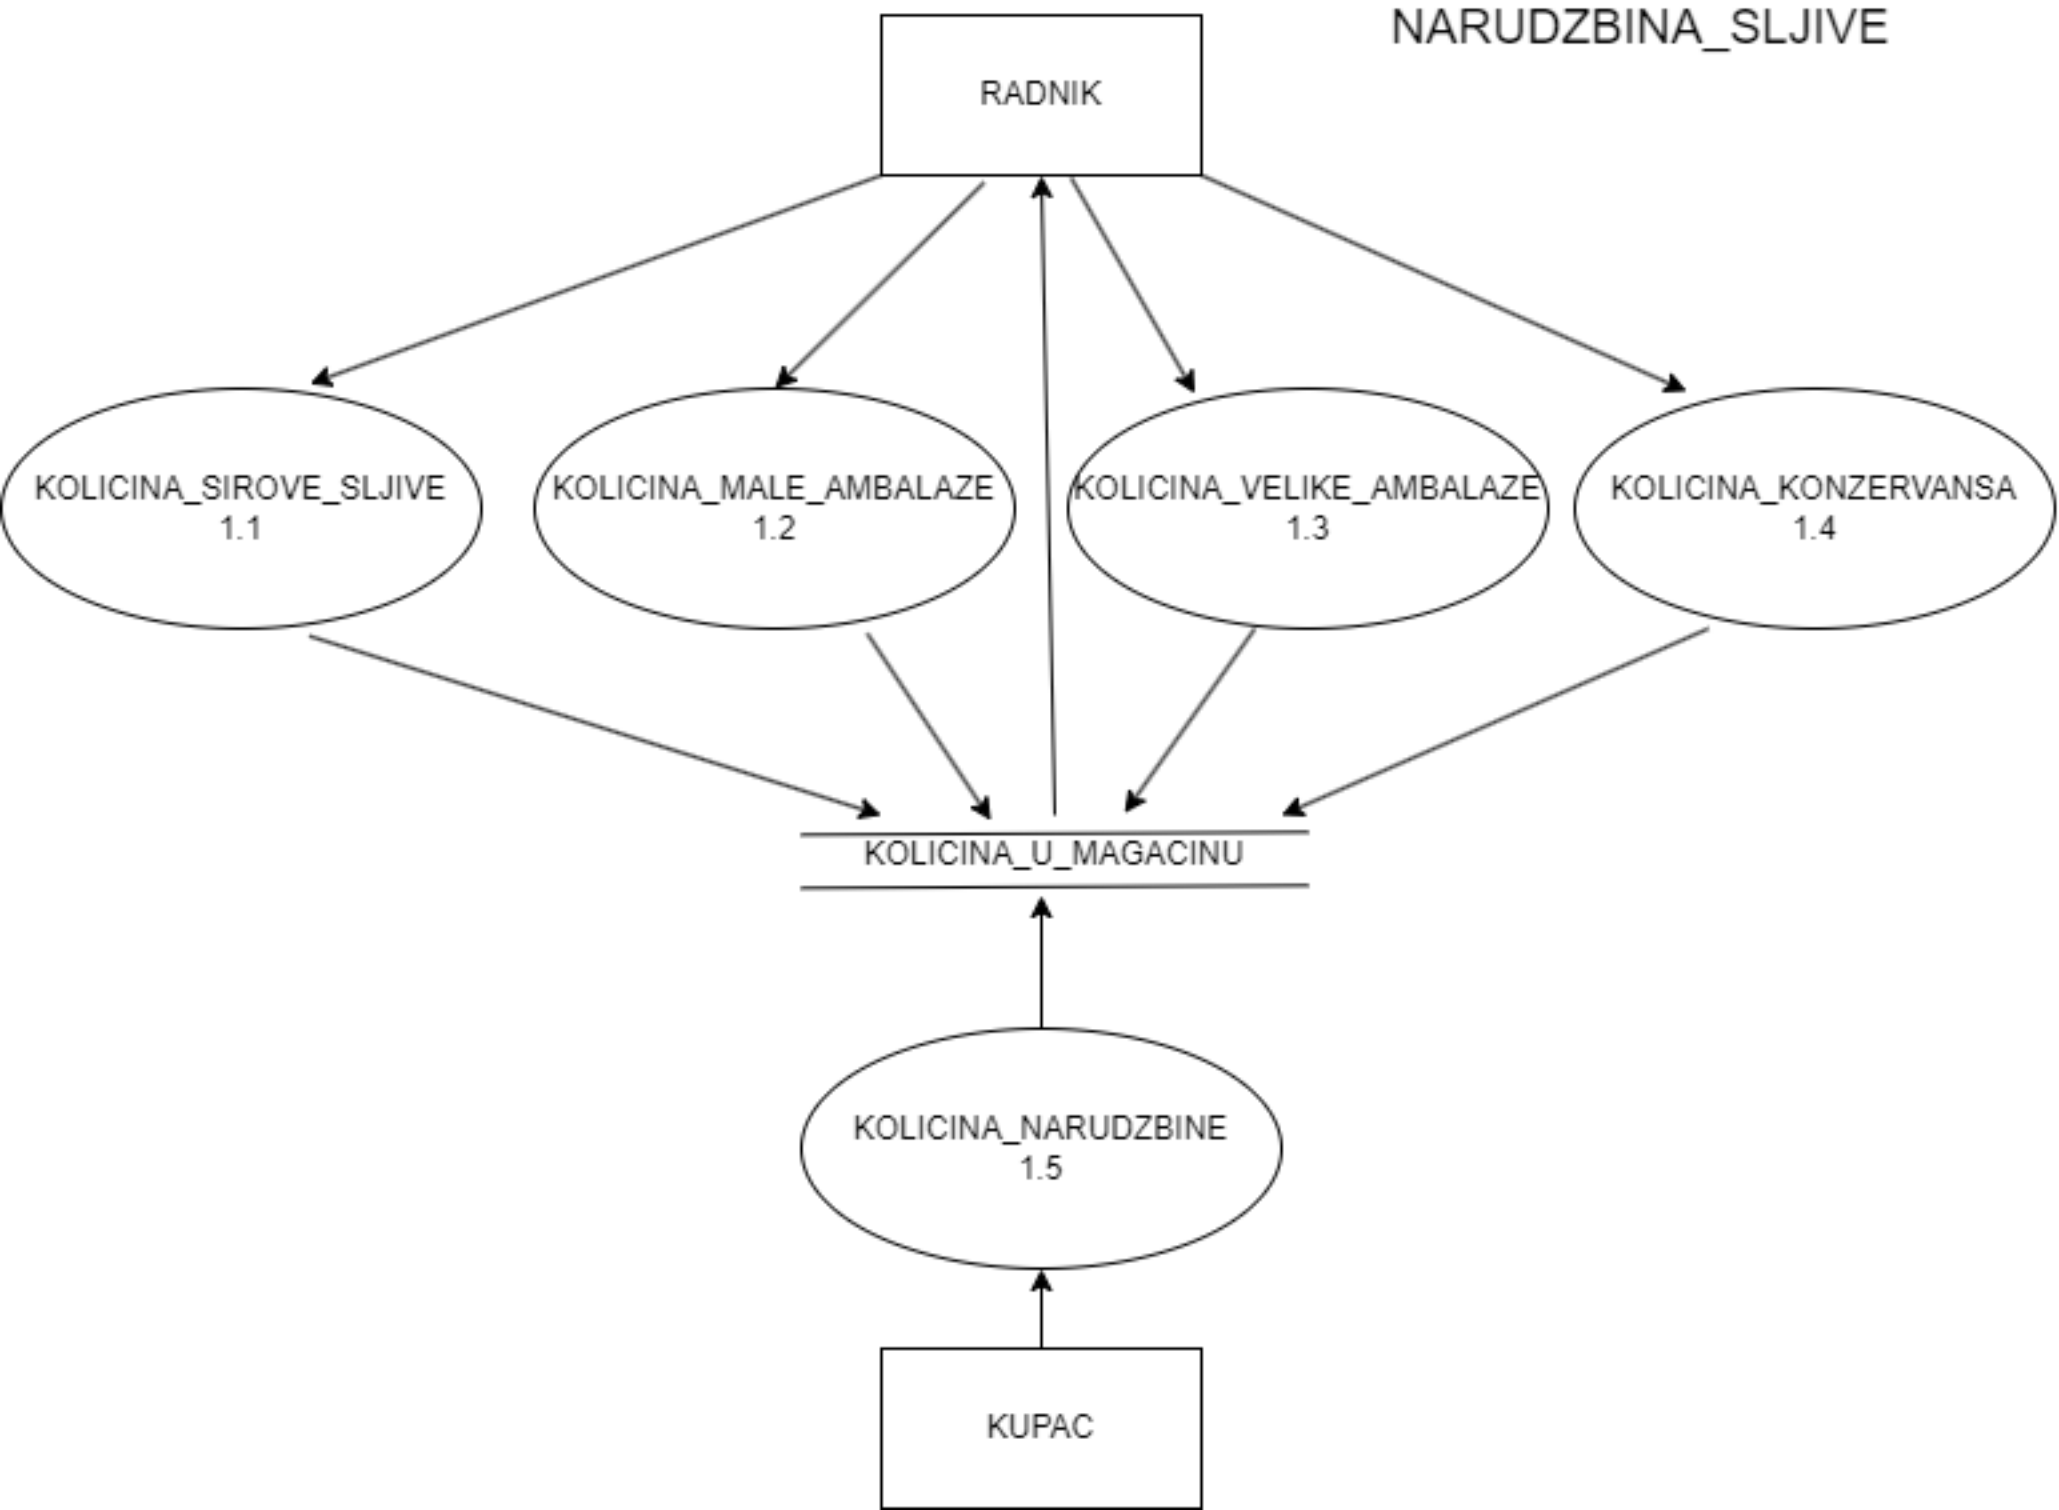 NARUDZBINA_SLJIVE
RADNIK
KOLICINA_SIROVE_SLJIVE
1.1
KOLICINA_MALE_AMBALAZE
1.2
KOLICINA_VELIKE_AMBALAZE
1.3
KOLICINA_KONZERVANSA
1.4
KOLICINA_U_MAGACINU
KOLICINA_NARUDZBINE
1.5
KUPAC